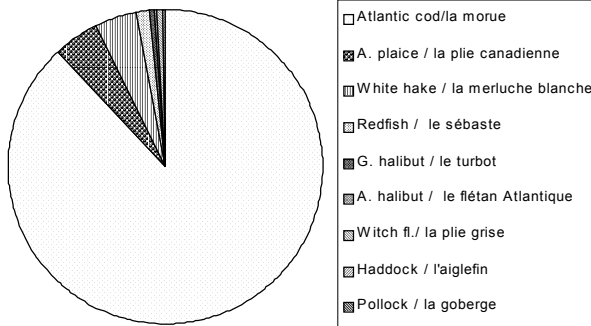 Atlantic cod/la morue
A. plaice / la plie canadienne
White hake / la merluche blanche
Redfish / le sébaste
G. halibut / le turbot
A. halibut / le flétan Atlantique
Witch fl./ la plie grise
Haddock / l'aiglefin
Pollock / la goberge